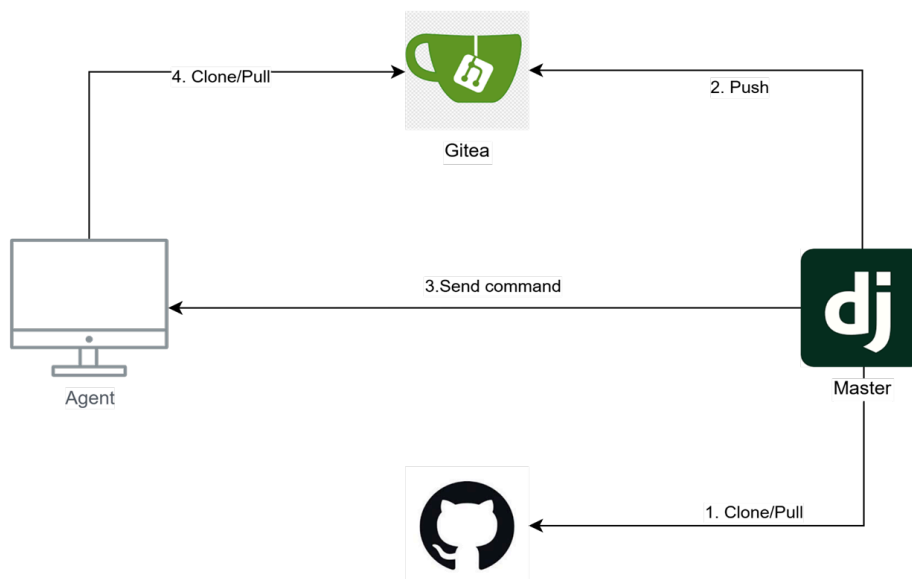 4. Clone/Pull
2. Push
Gitea
3.Send command
dj
Agent
Master
1. Clone/Pull